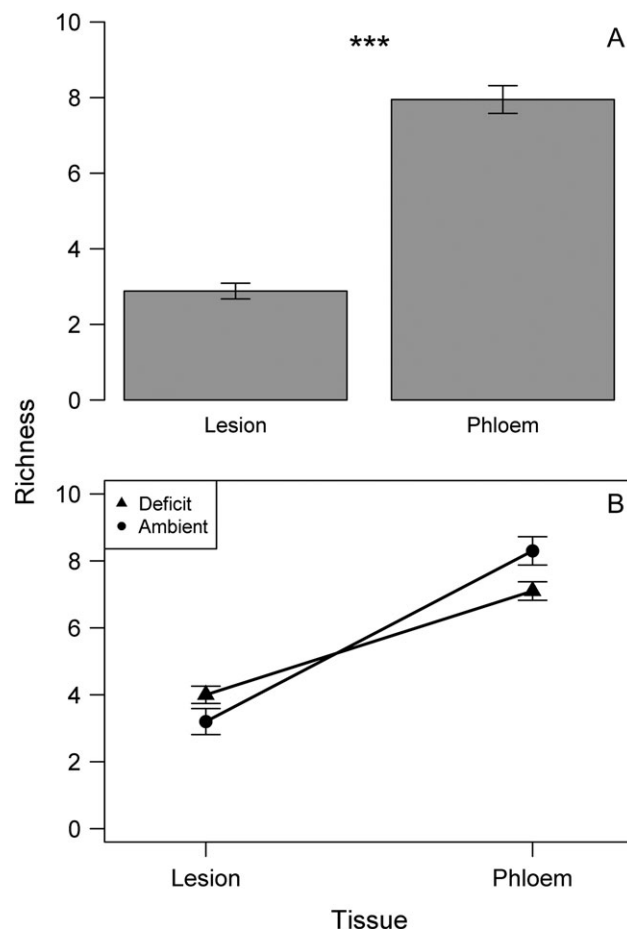 10
8
6
4
2
0
***
A
Lesion
Phloem
Richness
10
8
6
4
2
0
Deficit
Ambient
B
Lesion
Phloem
Tissue